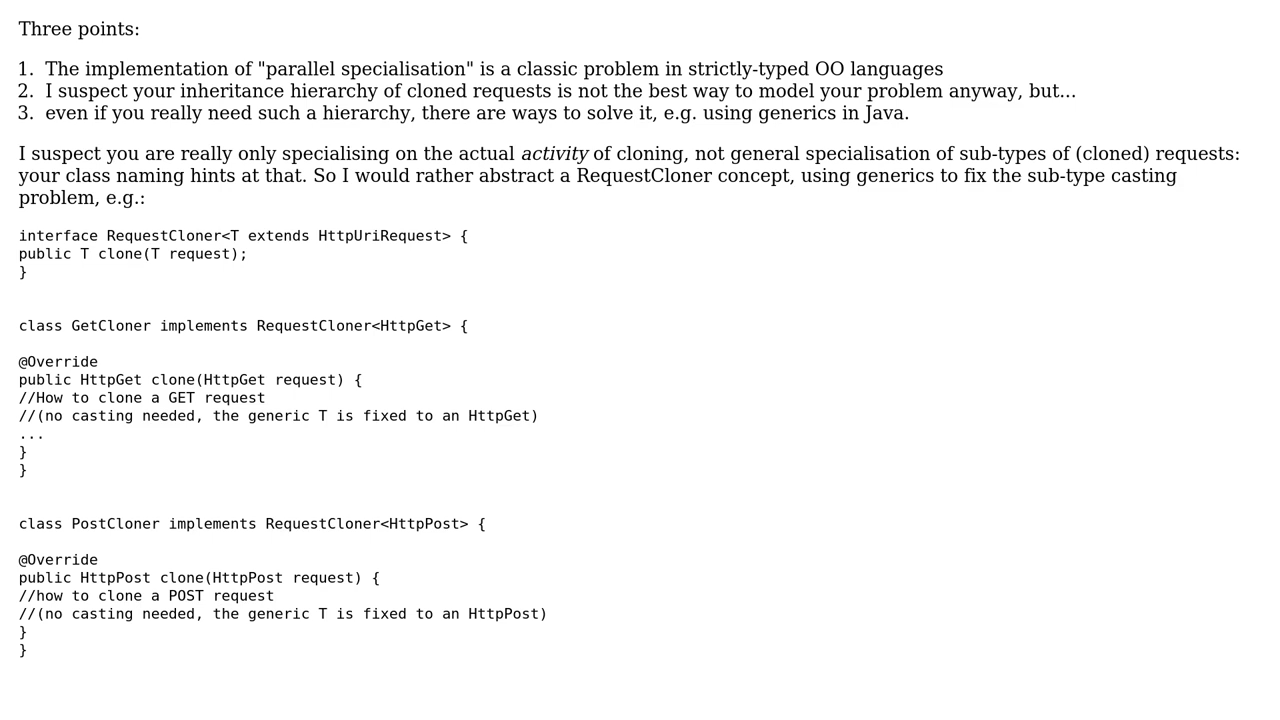 Three points:
1. The implementation of "parallel specialisation" is a classic problem in strictly-typed OO languages
2. I suspect your inheritance hierarchy of cloned requests is not the best way to model your problem anyway, but...
3. even if you really need such a hierarchy, there are ways to solve it, e.g. using generics in Java.
I suspect you are really only specialising on the actual activity of cloning, not general specialisation of sub-types of (cloned) requests:
your class naming hints at that. So I would rather abstract a RequestCloner concept, using generics to fix the sub-type casting
problem, e.g.:
interface RequestCloner<T extends HttpUriRequest> {
public T clone(T request);
}
class GetCloner implements RequestCloner<HttpGet> {
@Override
public HttpGet clone(HttpGet request) {
//How to clone a GET request
//(no casting needed, the generic T is fixed to an HttpGet)
...
}
}
class PostCloner implements RequestCloner<HttpPost> {
@Override
public HttpPost clone(HttpPost request) {
//how to clone a POST request
//(no casting needed, the generic T is fixed to an HttpPost)
}
}